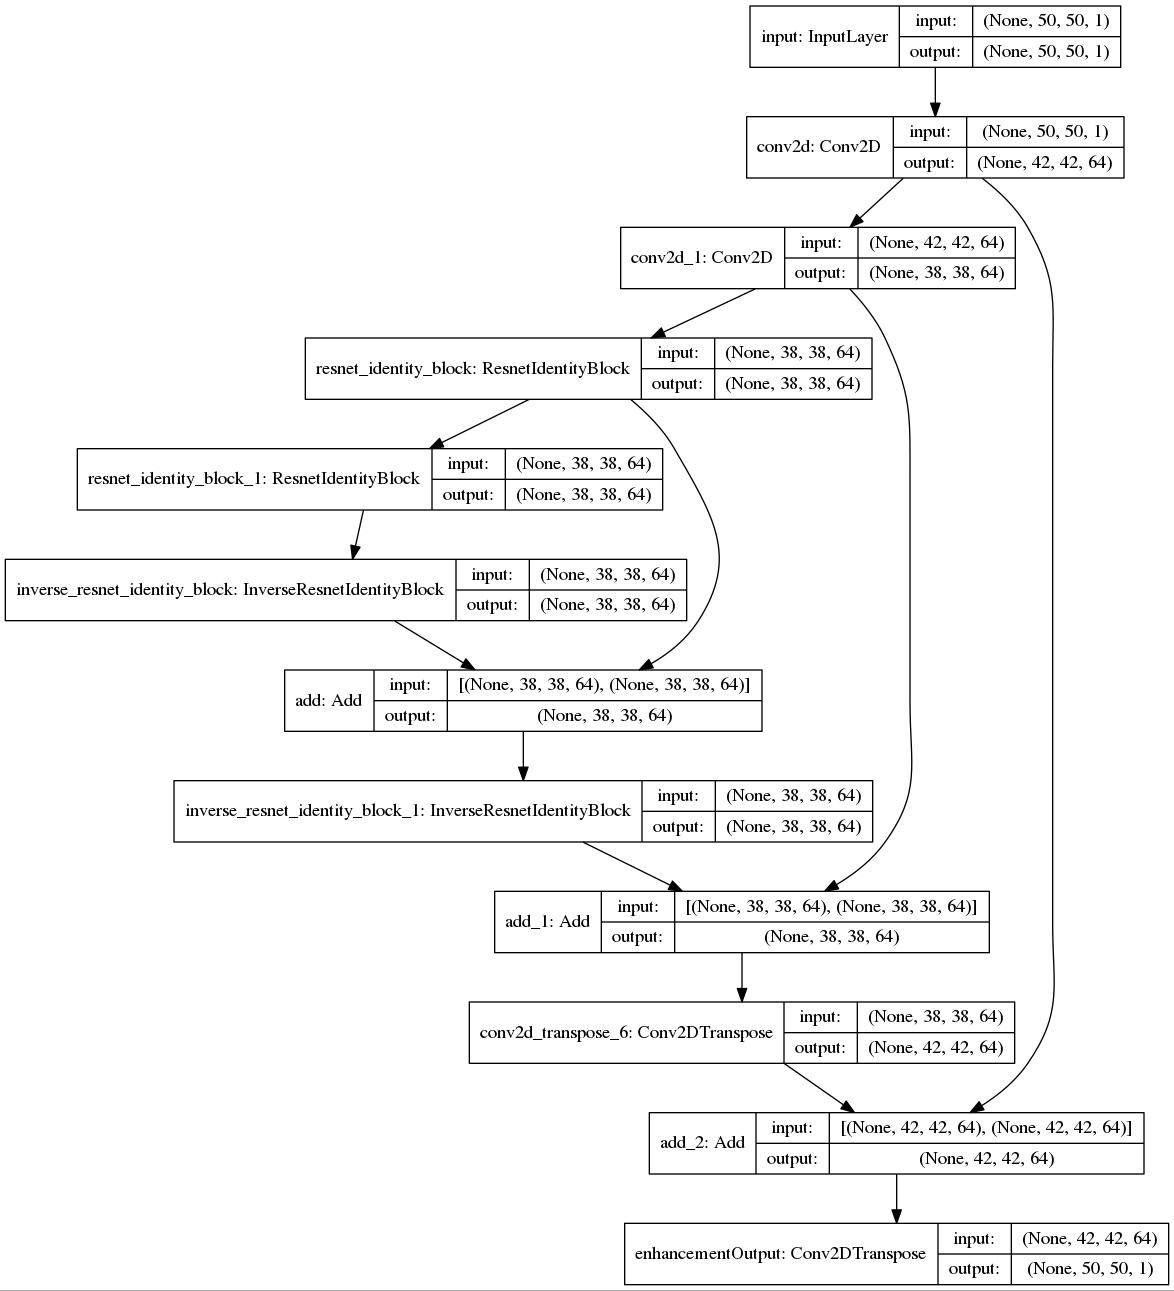 input: InputLayer
input: (None, 50, 50, 1)
output: (None, 50, 50, 1)
conv2d: Conv2D
input: (None, 50, 50, 1)
output: (None, 42, 42, 64)
conv2d_1: Conv2D
input: (None, 42, 42, 64)
output: (None, 38, 38, 64)
resnet_identity_block: ResnetIdentityBlock
input: (None, 38, 38, 64)
output: (None, 38, 38, 64)
resnet_identity_block_1: ResnetIdentityBlock
input: (None, 38, 38, 64)
output: (None, 38, 38, 64)
inverse_resnet_identity_block: InverseResnetIdentityBlock
input: (None, 38, 38, 64)
output: (None, 38, 38, 64)
add: Add
input: [(None, 38, 38, 64), (None, 38, 38, 64)]
output: (None, 38, 38, 64)
inverse_resnet_identity_block_1: InverseResnetIdentityBlock
input: (None, 38, 38, 64)
output: (None, 38, 38, 64)
add_1: Add
input: [(None, 38, 38, 64), (None, 38, 38, 64)]
output: (None, 38, 38, 64)
conv2d_transpose_6: Conv2DTranspose
input: (None, 38, 38, 64)
output: (None, 42, 42, 64)
add_2: Add
input: [(None, 42, 42, 64), (None, 42, 42, 64)]
output: (None, 42, 42, 64)
enhancementOutput: Conv2DTranspose
input: (None, 42, 42, 64)
output: (None, 50, 50, 1)